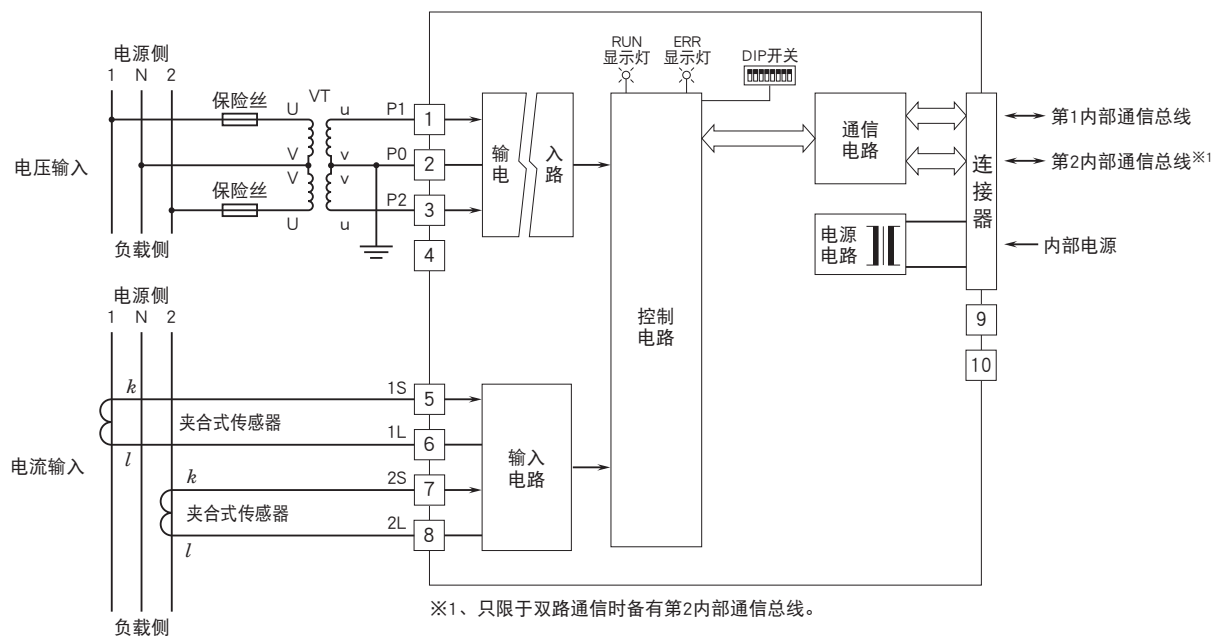 电源侧
1 N 2
保险丝
U VT u P1 1
电压输入
V v P0 2
V v
保险丝
U u P2 3
4
负载侧
输入
电路
RUN
显示灯
ERR
显示灯
DIP开关
控制
电路
通信
电路
电源
电路
连接器
第1内部通信总线
第2内部通信总线※1
内部电源
9
10
电源侧
1 N 2
k 1S 5
夹合式传感器
l 1L 6
电流输入
k 2S 7
夹合式传感器
l 2L 8
输入
电路
负载侧
※1、只限于双路通信时备有第2内部通信总线。